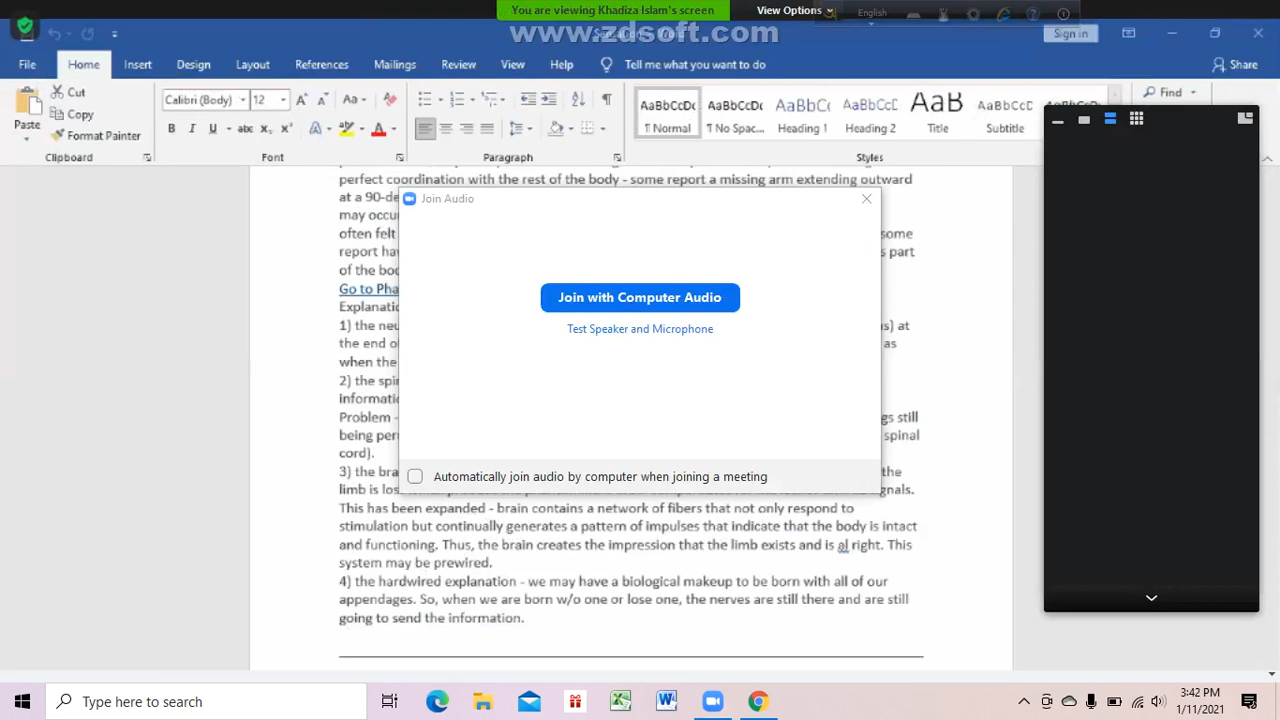 You are viewing Khadiza Islam's screen
View Options
English
www.zdsoft.com
Sign in
File
Home
Insert
Design
Layout
References
Mailings
Review
View
Help
Tell me what you want to do
Share
Cut
Copy
Format Painter
Paste
Calibri (Body)
12
AaBbCcDc
¶ Normal
AaBbCcDc
¶ No Spac...
AaBbCc
Heading 1
AaBbCcC
Heading 2
AaB
Title
AaBbCcD
Subtitle
Find
Clipboard
Font
Paragraph
Styles
perfect coordination with the rest of the body - some report a missing arm extending outward
at a 90-de
may occu
often felt some
report hav s part
of the bod
Go to Pha
Explanatio
1) the neu s) at
the end of as
when the
2) the spi
informatio
Problem - gs still
being per spinal
cord).
3) the bra the
limb is los gnals.
This has been expanded - brain contains a network of fibers that not only respond to
stimulation but continually generates a pattern of impulses that indicate that the body is intact
and functioning. Thus, the brain creates the impression that the limb exists and is al right. This
system may be prewired.
4) the hardwired explanation - we may have a biological makeup to be born with all of our
appendages. So, when we are born w/o one or lose one, the nerves are still there and are still
going to send the information.
Join Audio
Join with Computer Audio
Test Speaker and Microphone
Automatically join audio by computer when joining a meeting
Type here to search
3:42 PM
1/11/2021